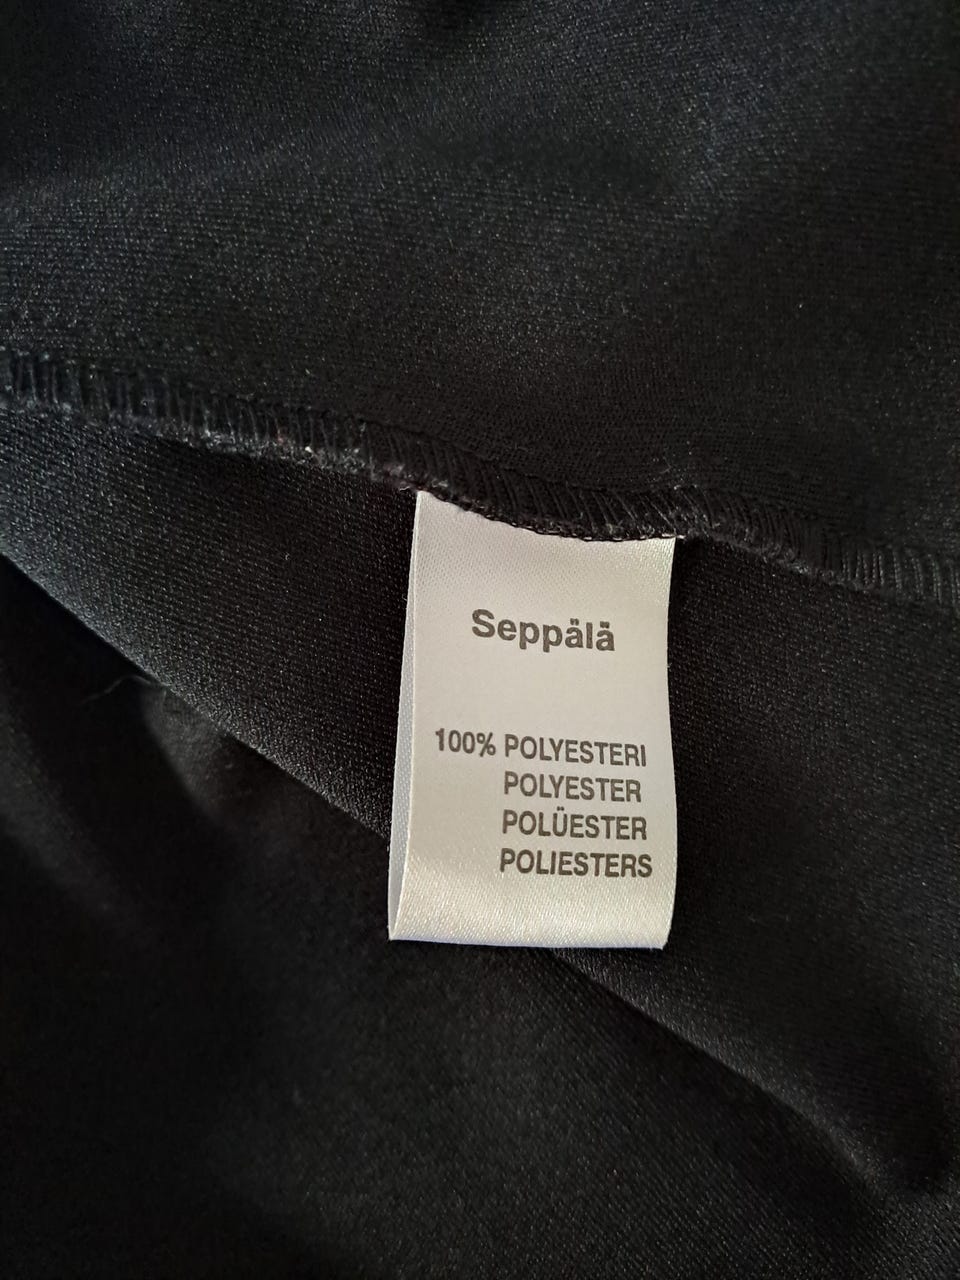 Seppälä
100% POLYESTERI
POLYESTER
POLÜESTER
POLIESTERS